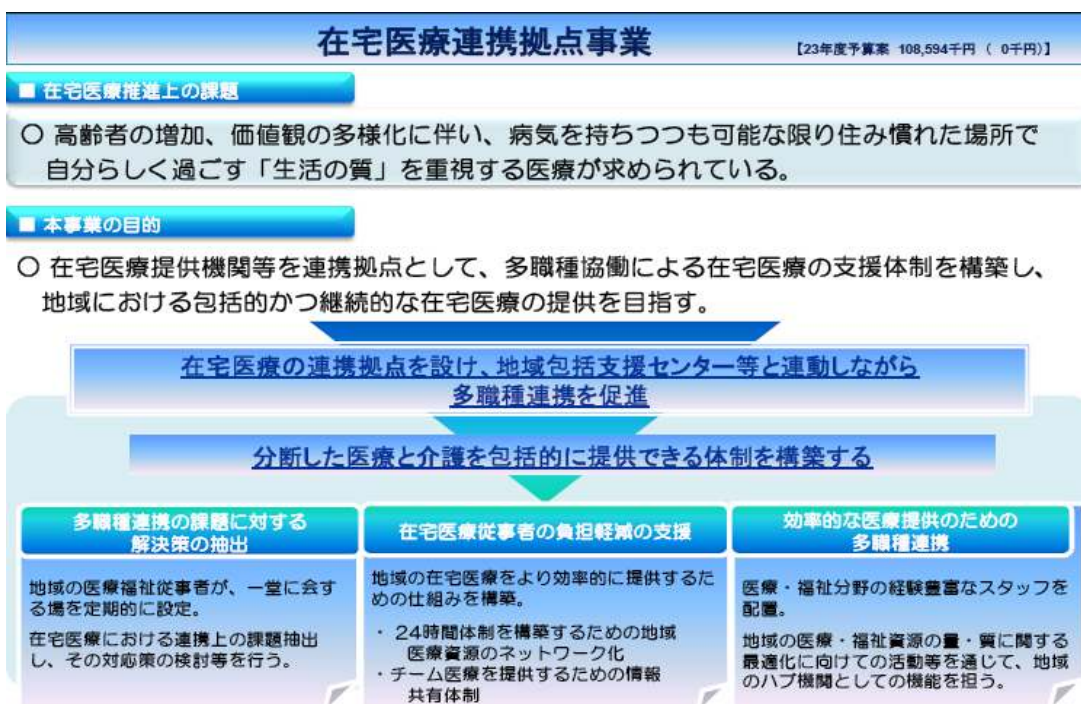 在宅医療連携拠点事業
【23年度予算案 108,594千円 ( 0千円)】
■ 在宅医療推進上の課題
○ 高齢者の増加、価値観の多様化に伴い、病気を持ちつつも可能な限り住み慣れた場所で
自分らしく過ごす「生活の質」を重視する医療が求められている。
■ 本事業の目的
○ 在宅医療提供機関等を連携拠点として、多職種協働による在宅医療の支援体制を構築し、
地域における包括的かつ継続的な在宅医療の提供を目指す。
在宅医療の連携拠点を設け、地域包括支援センター等と連動しながら
多職種連携を促進
分断した医療と介護を包括的に提供できる体制を構築する
多職種連携の課題に対する
解決策の抽出
地域の医療福祉従事者が、一堂に会す
る場を定期的に設定。
在宅医療における連携上の課題抽出
し、その対応策の検討等を行う。
在宅医療従事者の負担軽減の支援
地域の在宅医療をより効率的に提供するた
めの仕組みを構築。
・ 24時間体制を構築するための地域
医療資源のネットワーク化
・チーム医療を提供するための情報
共有体制
効率的な医療提供のための
多職種連携
医療・福祉分野の経験豊富なスタッフを
配置。
地域の医療・福祉資源の量・質に関する
最適化に向けての活動等を通じて、地域
のハブ機関としての機能を担う。